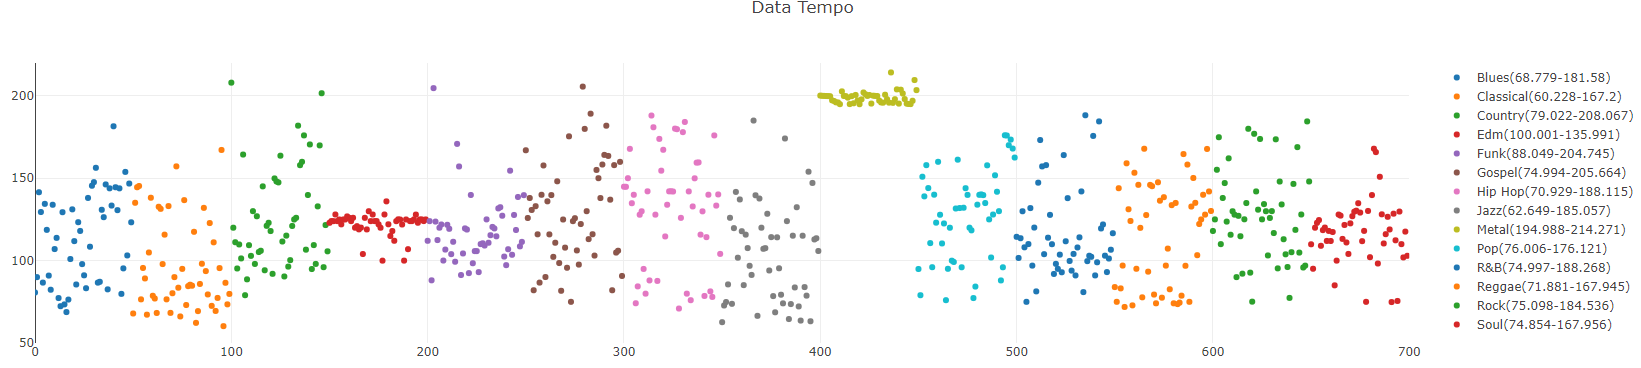 Data Tempo
200
150
100
50
0
100
200
300
400
500
600
700
Blues(68.779-181.58)
Classical(60.228-167.2)
Country(79.022-208.067)
Edm(100.001-135.991)
Funk(88.049-204.745)
Gospel(74.994-205.664)
Hip Hop(70.929-188.115)
Jazz(62.649-185.057)
Metal(194.988-214.271)
Pop(76.006-176.121)
R&B(74.997-188.268)
Reggae(71.881-167.945)
Rock(75.098-184.536)
Soul(74.854-167.956)